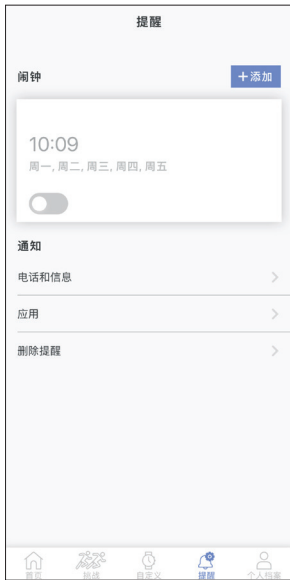 提醒
闹钟
+添加
10:09
周一, 周二, 周三, 周四, 周五
通知
电话和信息
应用
删除提醒
首页
挑战
自定义
提醒
个人档案